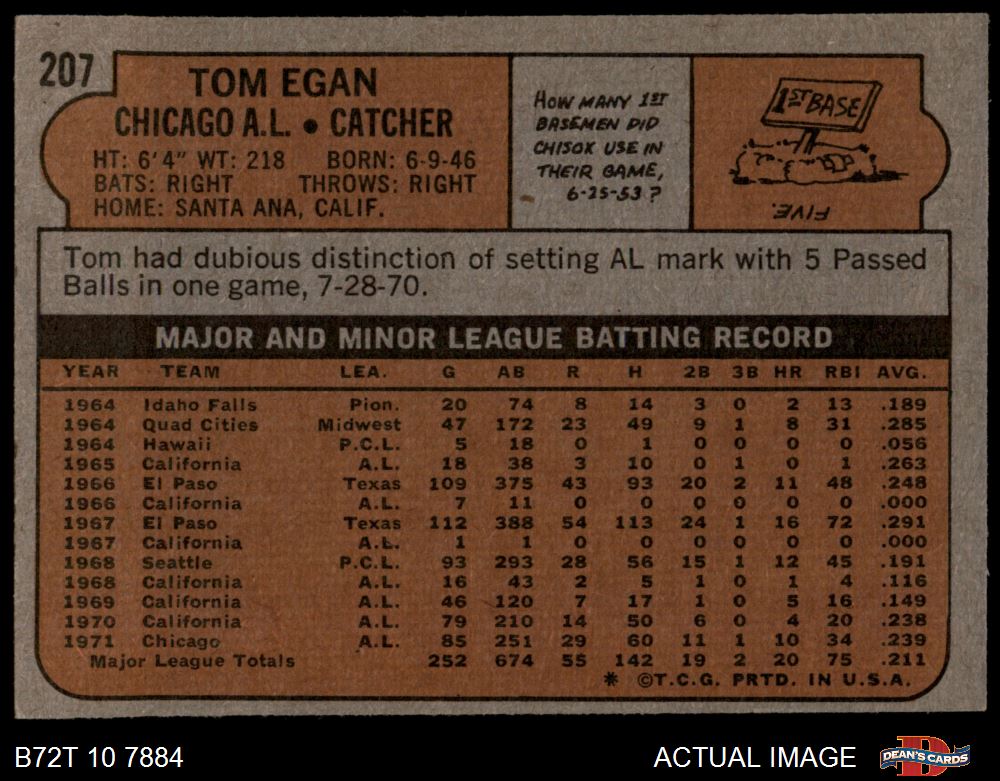 207
TOM EGAN
CHICAGO A.L. • CATCHER
HT: 6'4" WT: 218 BORN: 6-9-46
BATS: RIGHT THROWS: RIGHT
HOME: SANTA ANA, CALIF.
HOW MANY 1ST
BASEMEN DID
CHISOX USE IN
THEIR GAME,
6-25-53?
1ST BASE
FIVE.
Tom had dubious distinction of setting AL mark with 5 Passed
Balls in one game, 7-28-70.
MAJOR AND MINOR LEAGUE BATTING RECORD
YEAR TEAM LEA. G AB R H 2B 3B HR RBI AVG.
1964 Idaho Falls Pion. 20 74 8 14 3 0 2 13 .189
1964 Quad Cities Midwest 47 172 23 49 9 1 8 31 .285
1964 Hawaii P.C.L. 5 18 0 1 0 0 0 0 .056
1965 California A.L. 18 38 3 10 0 1 0 1 .263
1966 El Paso Texas 109 375 43 93 20 2 11 48 .248
1966 California A.L. 7 11 0 0 0 0 0 0 .000
1967 El Paso Texas 112 388 54 113 24 1 16 72 .291
1967 California A.L. 1 1 0 0 0 0 0 0 .000
1968 Seattle P.C.L. 93 293 28 56 15 1 12 45 .191
1968 California A.L. 16 43 2 5 1 0 1 4 .116
1969 California A.L. 46 120 7 17 1 0 5 16 .149
1970 California A.L. 79 210 14 50 6 0 4 20 .238
1971 Chicago A.L. 85 251 29 60 11 1 10 34 .239
Major League Totals 252 674 55 142 19 2 20 75 .211
* ©T.C.G. PRTD. IN U.S.A.
B72T 10 7884
ACTUAL IMAGE
DEAN'S CARDS